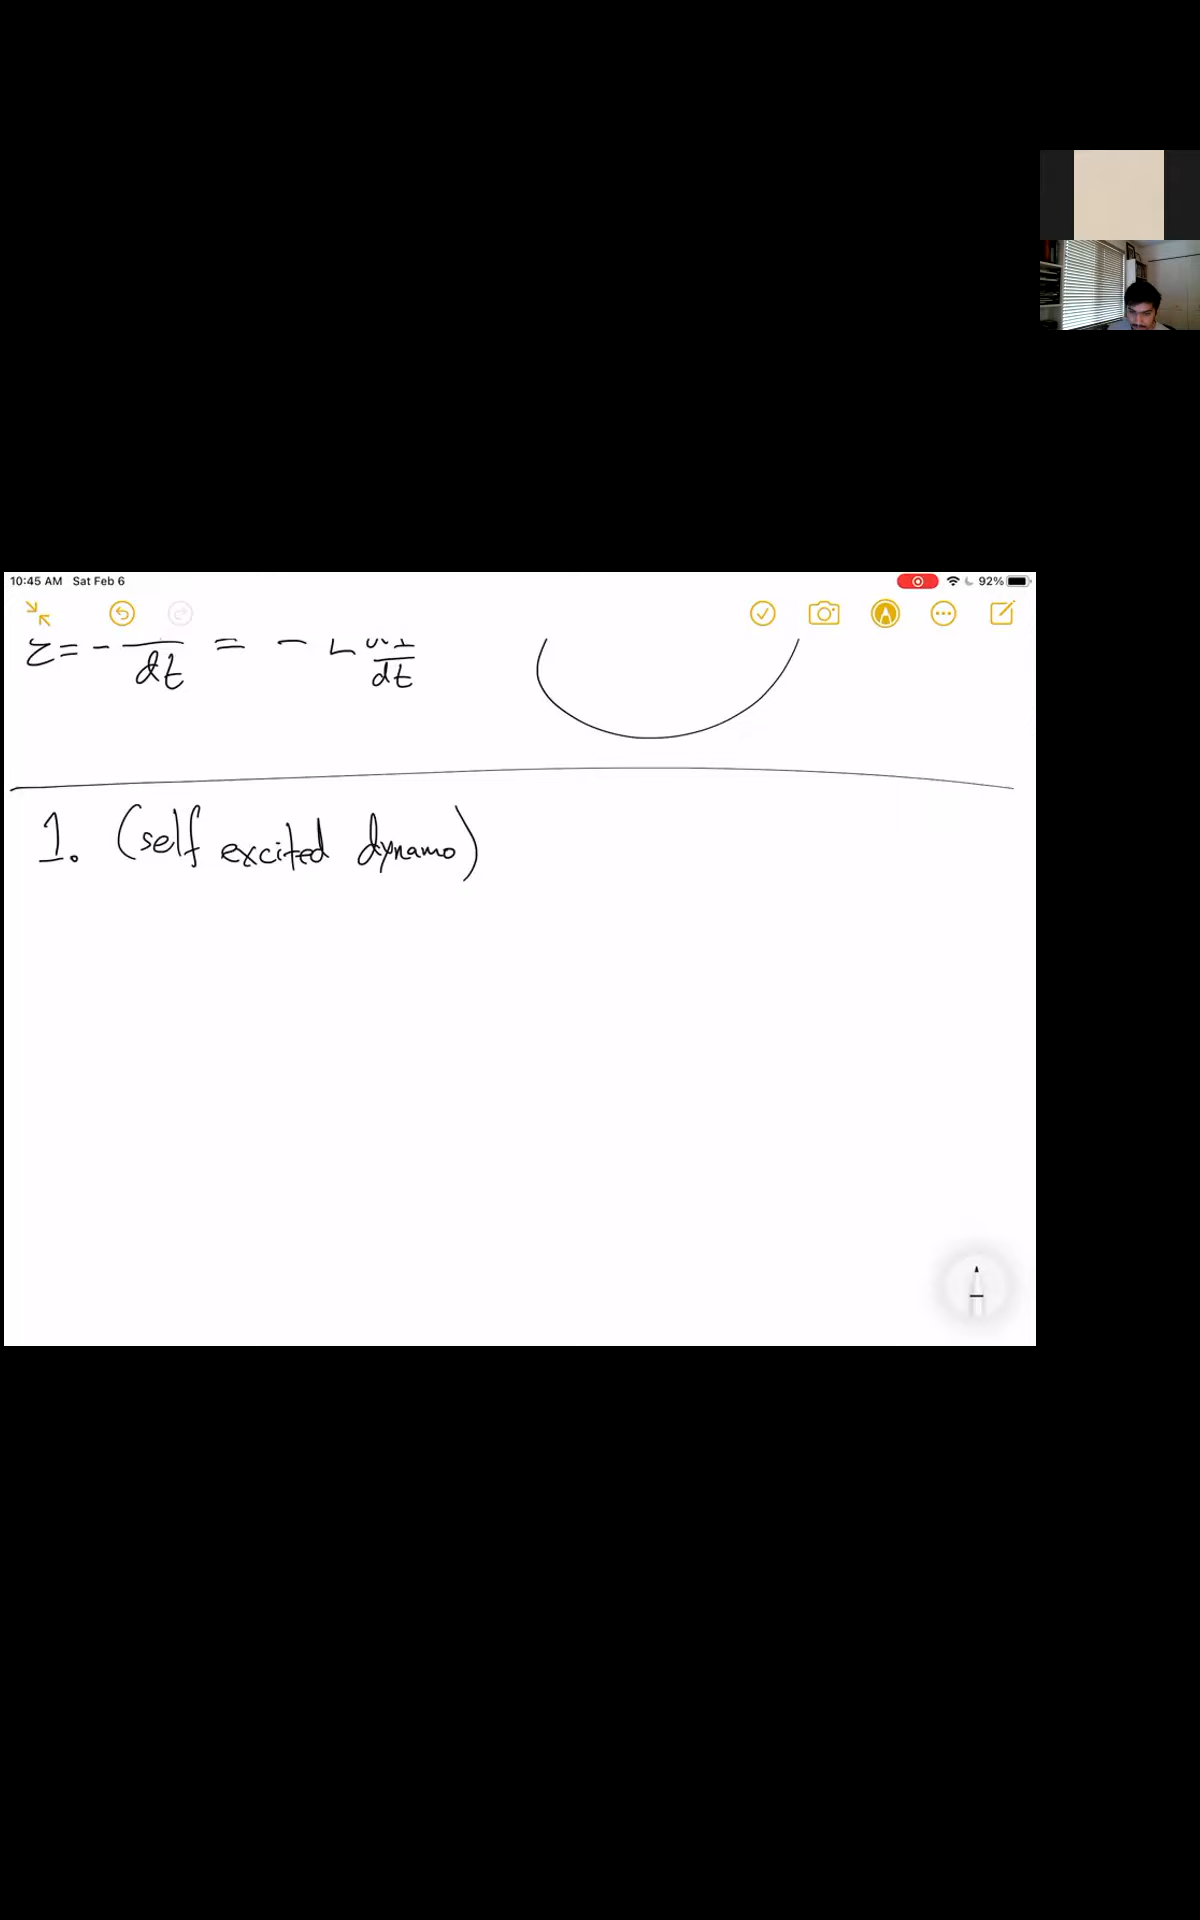 10:45 AM Sat Feb 6
92%
Σ = - dt = - L dt
1. (self excited dynamo)